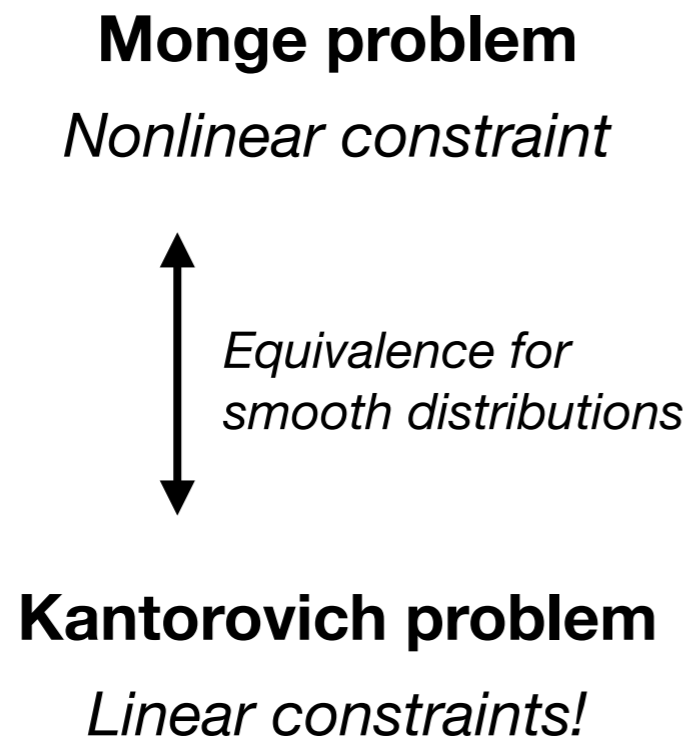 Monge problem
Nonlinear constraint
Equivalence for
smooth distributions
Kantorovich problem
Linear constraints!